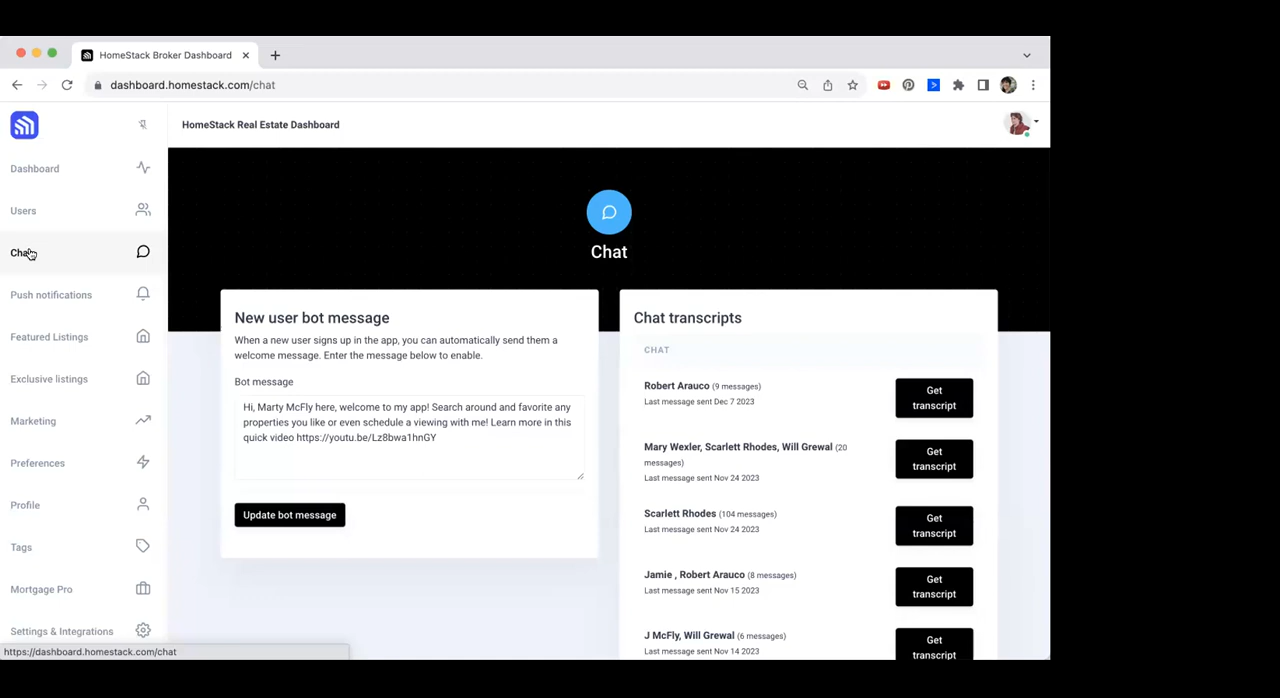 HomeStack Broker Dashboard
dashboard.homestack.com/chat
HomeStack Real Estate Dashboard
Dashboard
Users
Chat
Push notifications
Featured Listings
Exclusive listings
Marketing
Preferences
Profile
Tags
Mortgage Pro
Settings & Integrations
https://dashboard.homestack.com/chat
Chat
New user bot message
When a new user signs up in the app, you can automatically send them a
welcome message. Enter the message below to enable.
Bot message
Hi, Marty McFly here, welcome to my app! Search around and favorite any
properties you like or even schedule a viewing with me! Learn more in this
quick video https://youtu.be/Lz8bwa1hnGY
Update bot message
Chat transcripts
CHAT
Robert Arauco (9 messages)
Last message sent Dec 7 2023
Get
transcript
Mary Wexler, Scarlett Rhodes, Will Grewal (20
messages)
Last message sent Nov 24 2023
Get
transcript
Scarlett Rhodes (104 messages)
Last message sent Nov 24 2023
Get
transcript
Jamie , Robert Arauco (8 messages)
Last message sent Nov 15 2023
Get
transcript
J McFly, Will Grewal (6 messages)
Last message sent Nov 14 2023
Get
transcript